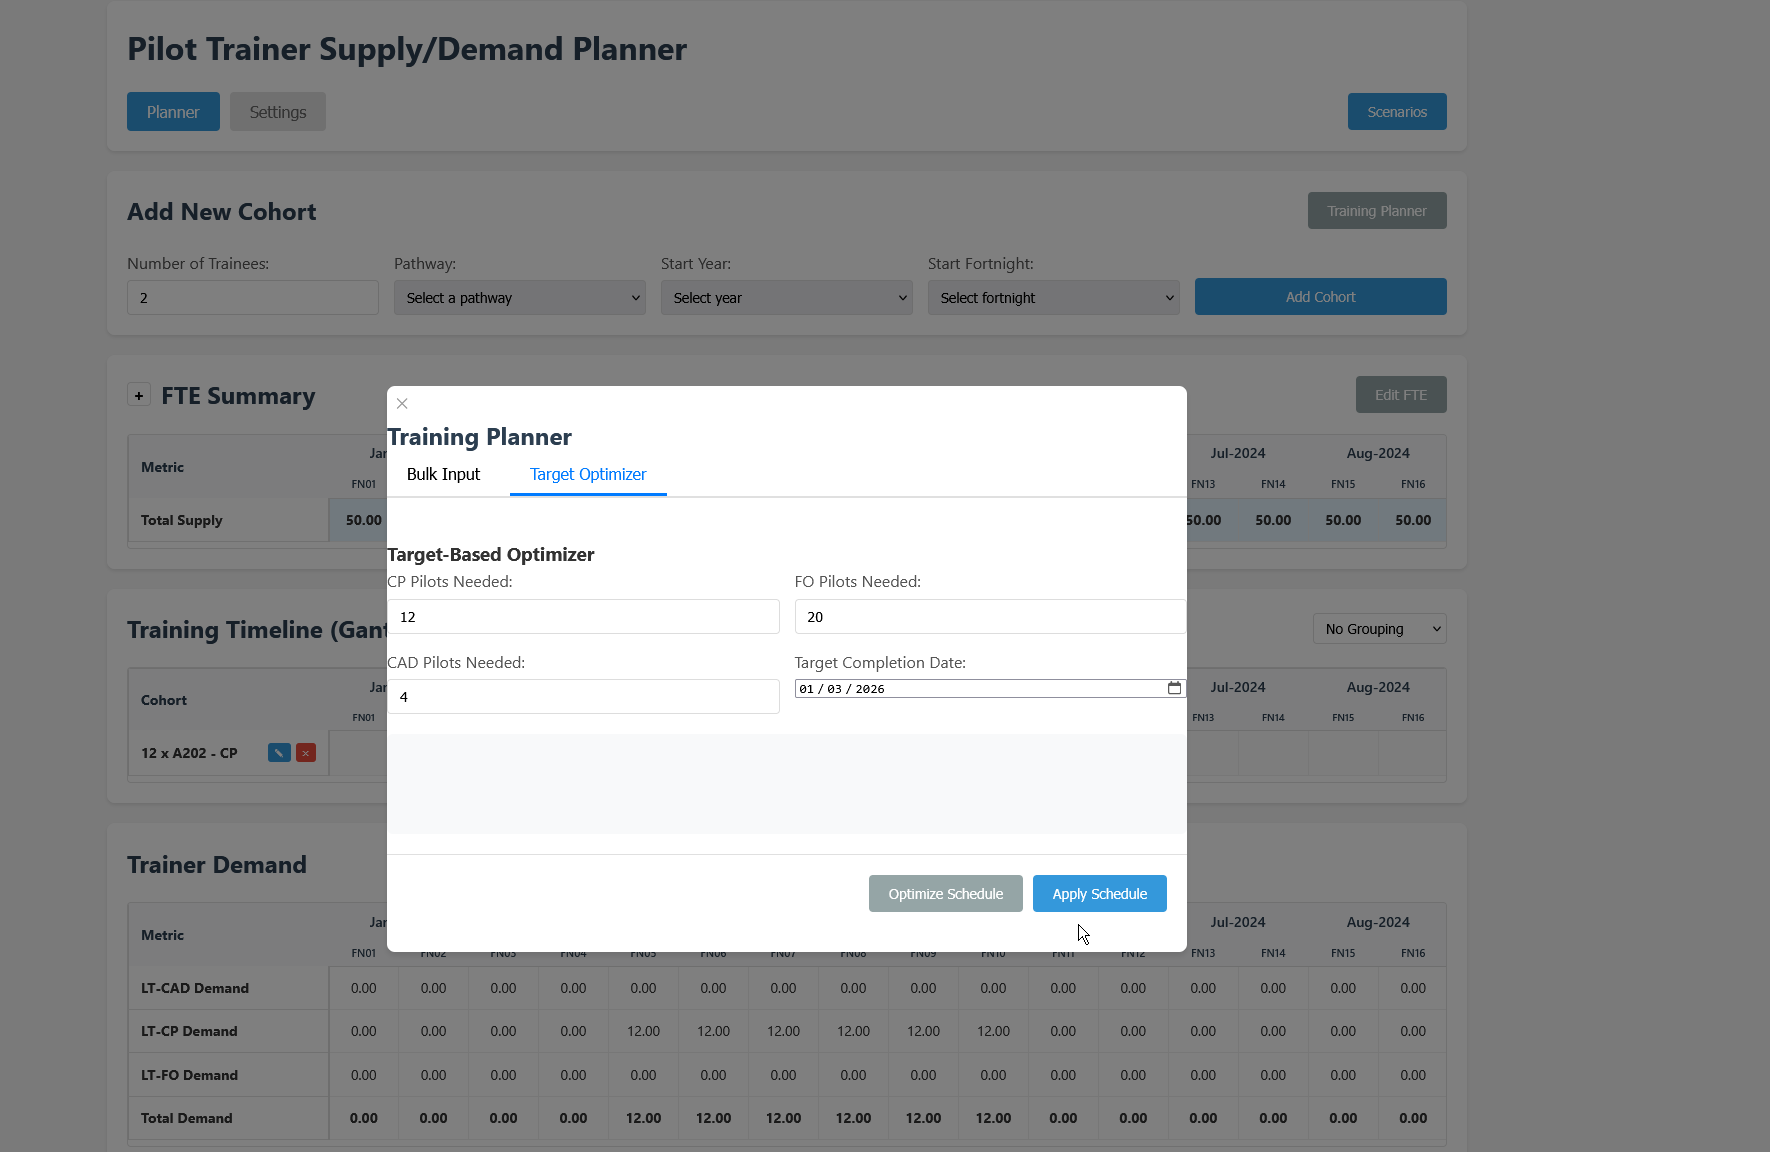 Pilot Trainer Supply/Demand Planner
Planner Settings Scenarios
Add New Cohort Training Planner
Number of Trainees: Pathway: Start Year: Start Fortnight:
2 Select a pathway Select year Select fortnight Add Cohort
+ FTE Summary Edit FTE
Metric Jan Jul-2024 Aug-2024
FN01 FN13 FN14 FN15 FN16
Total Supply 50.00 50.00 50.00 50.00 50.00
×
Training Planner
Bulk Input Target Optimizer
Target-Based Optimizer
CP Pilots Needed: FO Pilots Needed:
12 20
CAD Pilots Needed: Target Completion Date:
4 01 / 03 / 2026
Optimize Schedule Apply Schedule
Training Timeline (Gant No Grouping
Cohort Jan Jul-2024 Aug-2024
FN01 FN13 FN14 FN15 FN16
12 x A202 - CP
Trainer Demand
Metric Jan Jul-2024 Aug-2024
FN01 FN02 FN03 FN04 FN05 FN06 FN07 FN08 FN09 FN10 FN11 FN12 FN13 FN14 FN15 FN16
LT-CAD Demand 0.00 0.00 0.00 0.00 0.00 0.00 0.00 0.00 0.00 0.00 0.00 0.00 0.00 0.00 0.00 0.00
LT-CP Demand 0.00 0.00 0.00 0.00 12.00 12.00 12.00 12.00 12.00 12.00 0.00 0.00 0.00 0.00 0.00 0.00
LT-FO Demand 0.00 0.00 0.00 0.00 0.00 0.00 0.00 0.00 0.00 0.00 0.00 0.00 0.00 0.00 0.00 0.00
Total Demand 0.00 0.00 0.00 0.00 12.00 12.00 12.00 12.00 12.00 12.00 0.00 0.00 0.00 0.00 0.00 0.00